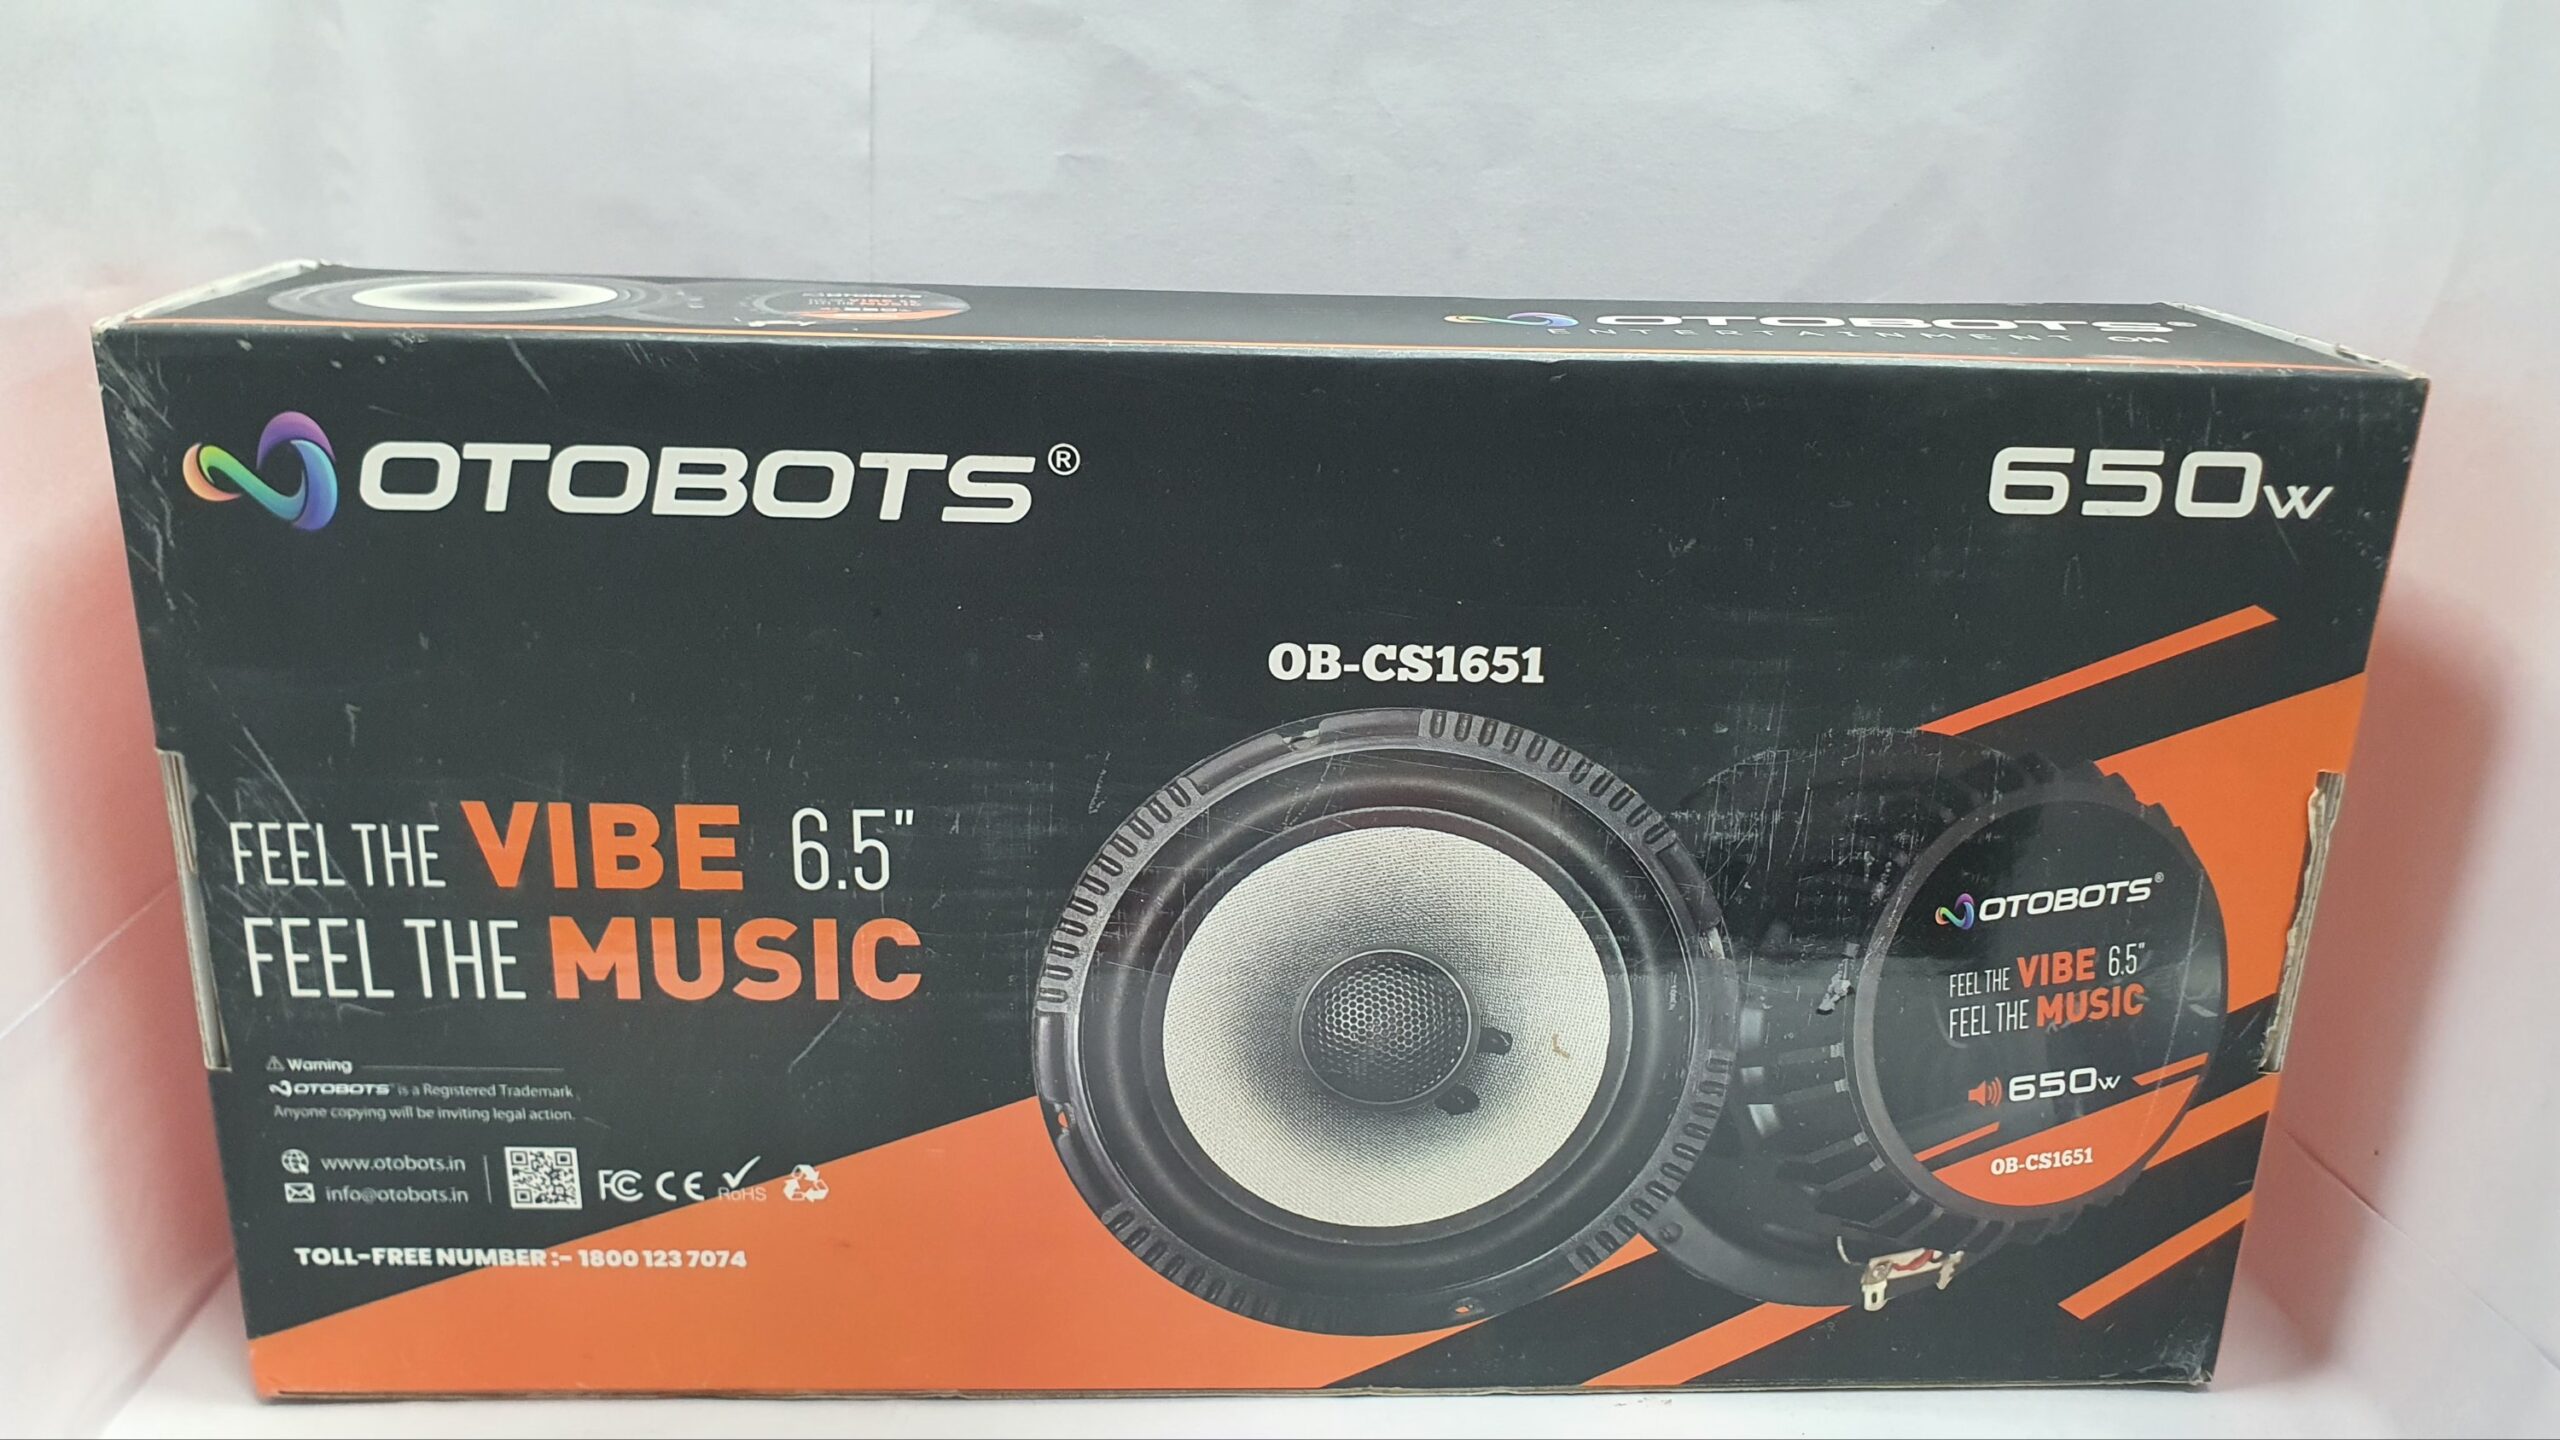 OTOBOTS®
ENTERTAINMENT ON
OTOBOTS®
650w
OB-CS1651
FEEL THE VIBE 6.5"
FEEL THE MUSIC
Warning
OTOBOTS is a Registered Trademark
Anyone copying will be inviting legal action.
www.otobots.in
info@otobots.in
FC CE RoHS
TOLL-FREE NUMBER :- 1800 123 7074
OTOBOTS®
FEEL THE VIBE 6.5"
FEEL THE MUSIC
650w
OB-CS1651